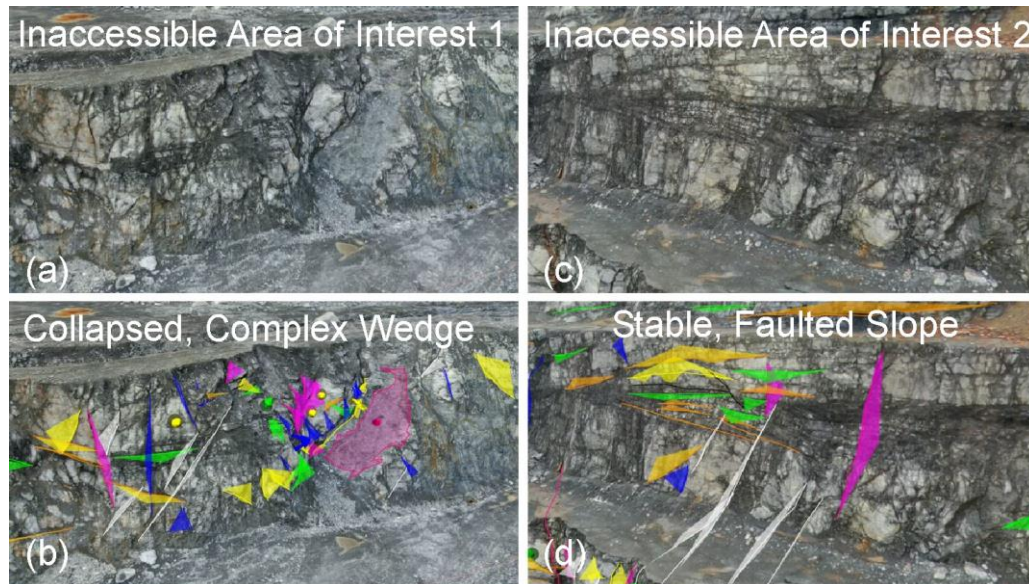 Inaccessible Area of Interest 1
(a)
Inaccessible Area of Interest 2
(c)
Collapsed, Complex Wedge
(b)
Stable, Faulted Slope
(d)